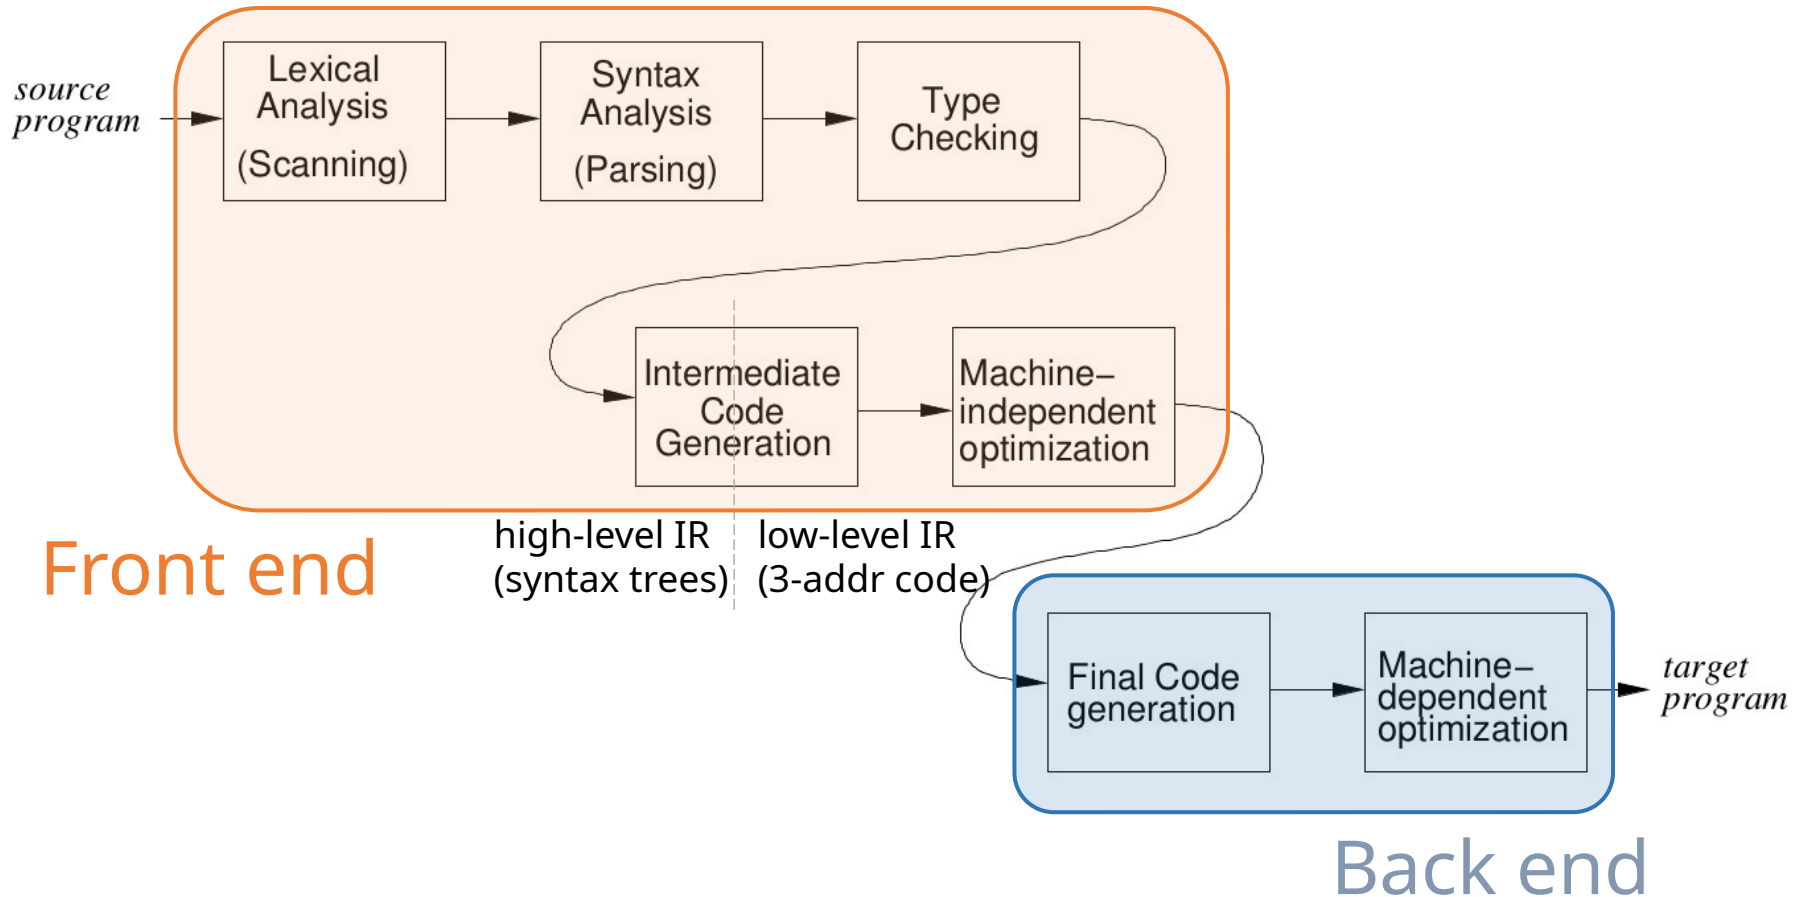 source
program
Lexical
Analysis
(Scanning)
Syntax
Analysis
(Parsing)
Type
Checking
Intermediate
Code
Generation
Machine–
independent
optimization
Front end
high-level IR
(syntax trees)
low-level IR
(3-addr code)
Final Code
generation
Machine–
dependent
optimization
target
program
Back end